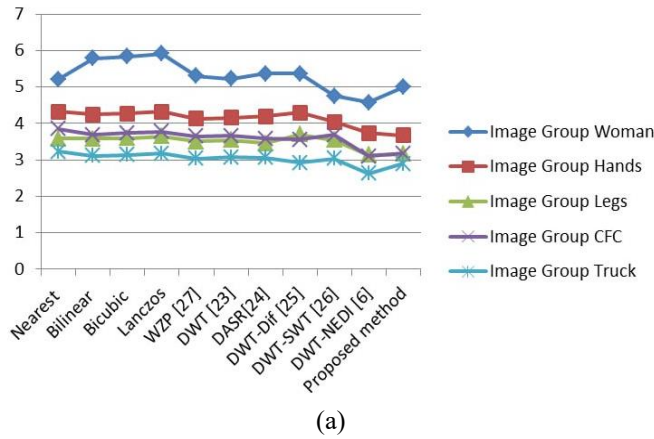 7
6
5
4
3
2
1
0
Nearest
Bilinear
Bicubic
Lanczos
WZP [27]
DWT [23]
DASR[24]
DWT-Dif [25]
DWT-SWT [26]
DWT-NEDI [6]
Proposed method
Image Group Woman
Image Group Hands
Image Group Legs
Image Group CFC
Image Group Truck
(a)